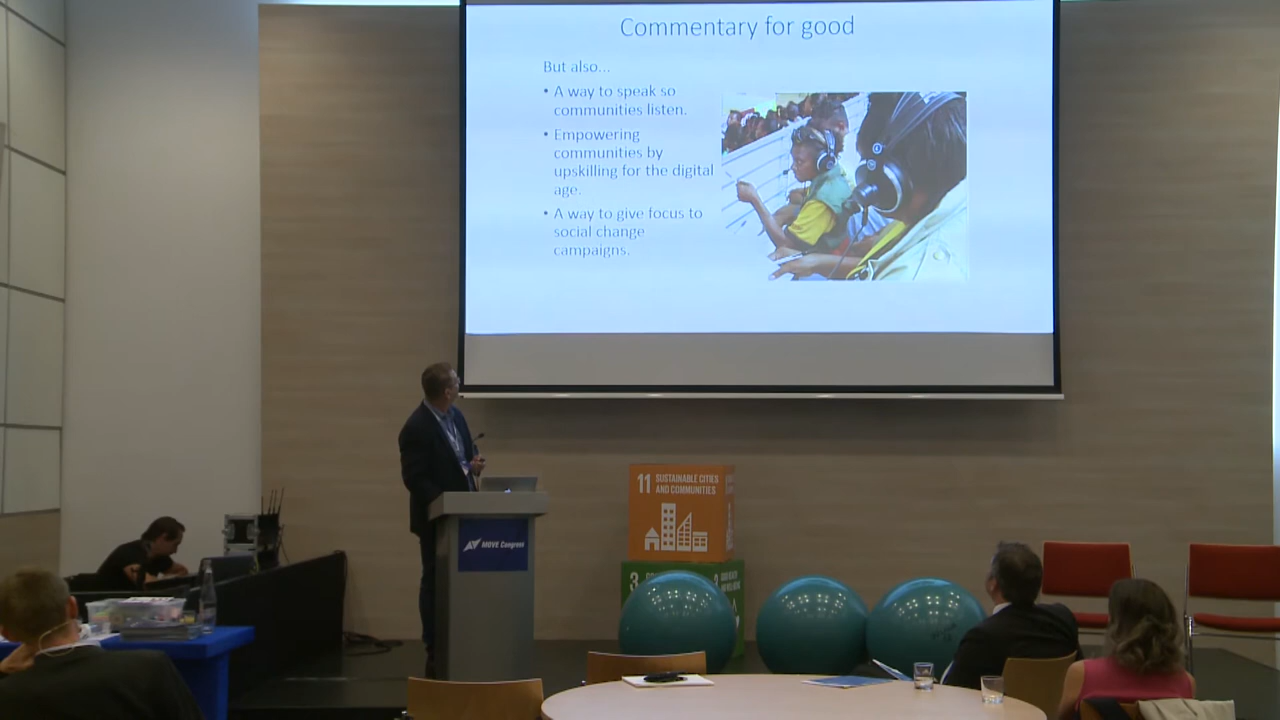 Commentary for good
But also...
• A way to speak so
communities listen.
• Empowering
communities by
upskilling for the digital
age.
• A way to give focus to
social change
campaigns.
11 SUSTAINABLE CITIES
AND COMMUNITIES
MOVE Congress
3